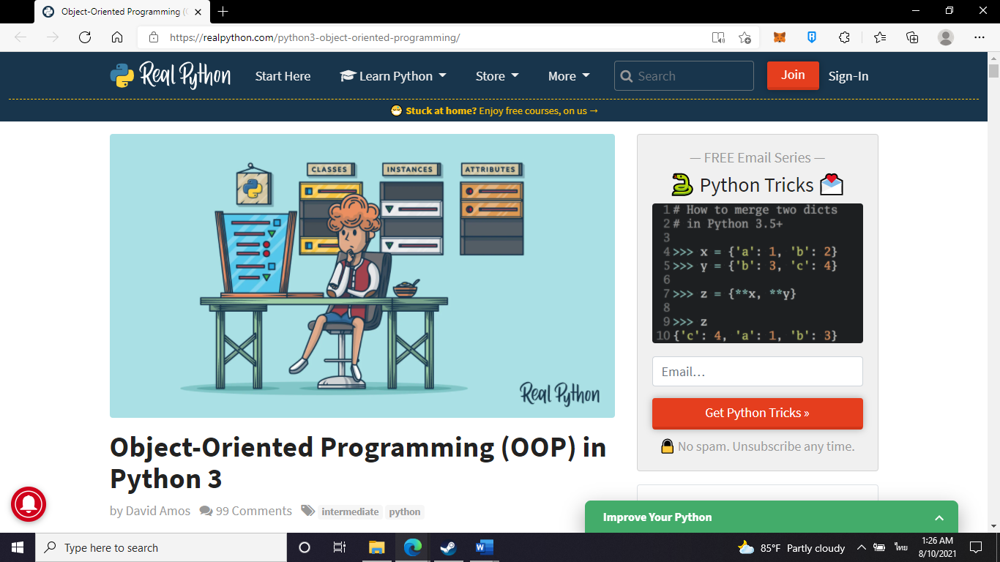 Object-Oriented Programming (
https://realpython.com/python3-object-oriented-programming/
Real Python
Start Here
Learn Python
Store
More
Search
Join
Sign-In
Stuck at home? Enjoy free courses, on us →
CLASSES
INSTANCES
ATTRIBUTES
Real Python
Object-Oriented Programming (OOP) in
Python 3
by David Amos 99 Comments intermediate python
— FREE Email Series —
🐍 Python Tricks 💌
1 # How to merge two dicts
2 # in Python 3.5+
3
4 >>> x = {'a': 1, 'b': 2}
5 >>> y = {'b': 3, 'c': 4}
6
7 >>> z = {**x, **y}
8
9 >>> z
10 {'c': 4, 'a': 1, 'b': 3}
Email…
Get Python Tricks »
🔒 No spam. Unsubscribe any time.
Improve Your Python
Type here to search
85°F Partly cloudy
ไทย
1:26 AM
8/10/2021